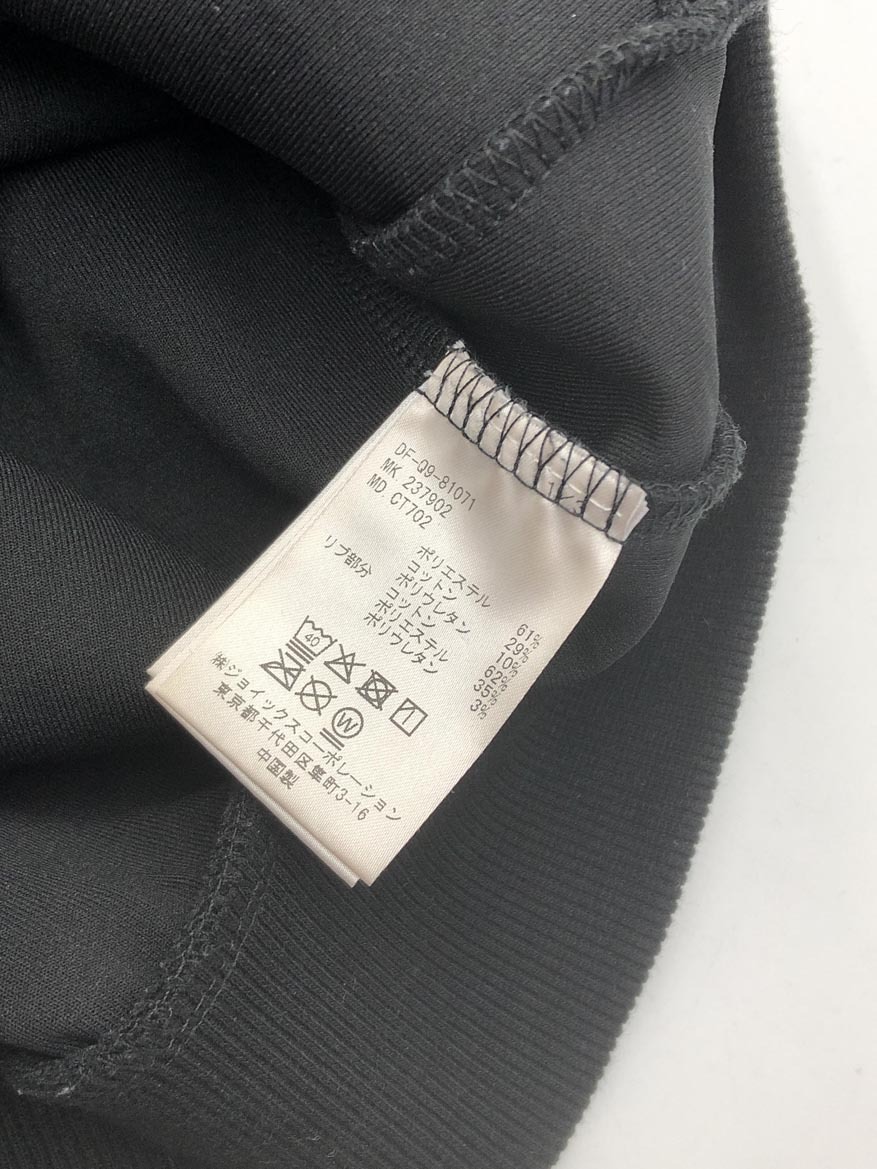 DF-Q9-81071
MK 237902
MD CT702
ポリエステル 61%
コットン 29%
ポリウレタン 10%
リブ部分 コットン 62%
ポリエステル 35%
ポリウレタン 3%
40
W
㈱ジョイックスコーポレーション
東京都千代田区隼町3-16
中国製